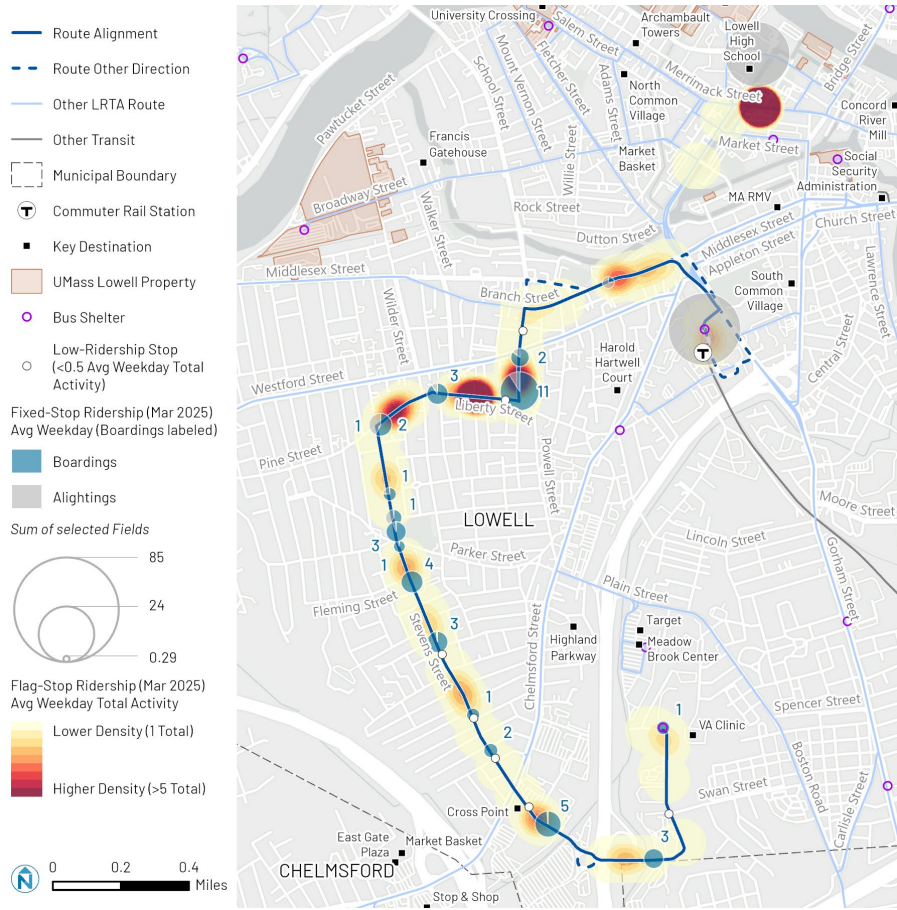 Route Alignment
Route Other Direction
Other LRTA Route
Other Transit
Municipal Boundary
T
Commuter Rail Station
Key Destination
UMass Lowell Property
Bus Shelter
Low-Ridership Stop
(<0.5 Avg Weekday Total
Activity)
Fixed-Stop Ridership (Mar 2025)
Avg Weekday (Boardings labeled)
Boardings
Alightings
Sum of selected Fields
85
24
0.29
Flag-Stop Ridership (Mar 2025)
Avg Weekday Total Activity
Lower Density (1 Total)
Higher Density (>5 Total)
N
0 0.2 0.4
Miles
University Crossing
Archambault
Towers
Lowell
High
School
Salem Street
Bridge Street
Fletcher Street
Mount Vernon Street
School Street
Adams Street
Merrimack Street
North
Common
Village
Concord
River
Mill
Pawtucket Street
Francis
Gatehouse
Willie Street
Market
Basket
Market Street
Social
Security
Administration
Broadway Street
Walker Street
Rock Street
MA RMV
Church Street
Dutton Street
Middlesex Street
Appleton Street
Lawrence Street
Middlesex Street
Branch Street
South
Common
Village
Wilder Street
Central Street
T
Harold
Hartwell
Court
Westford Street
2
3
11
Liberty Street
1
2
Pine Street
Powell Street
1
1
Moore Street
LOWELL
3
Parker Street
Lincoln Street
1
4
Plain Street
Gorham Street
Fleming Street
Chelmsford Street
3
Highland
Parkway
Target
Meadow
Brook Center
Stevens Street
1
Spencer Street
1
VA Clinic
2
Boston Road
Swan Street
Carlisle Street
Cross Point
5
3
East Gate
Plaza
Market Basket
CHELMSFORD
Stop & Shop